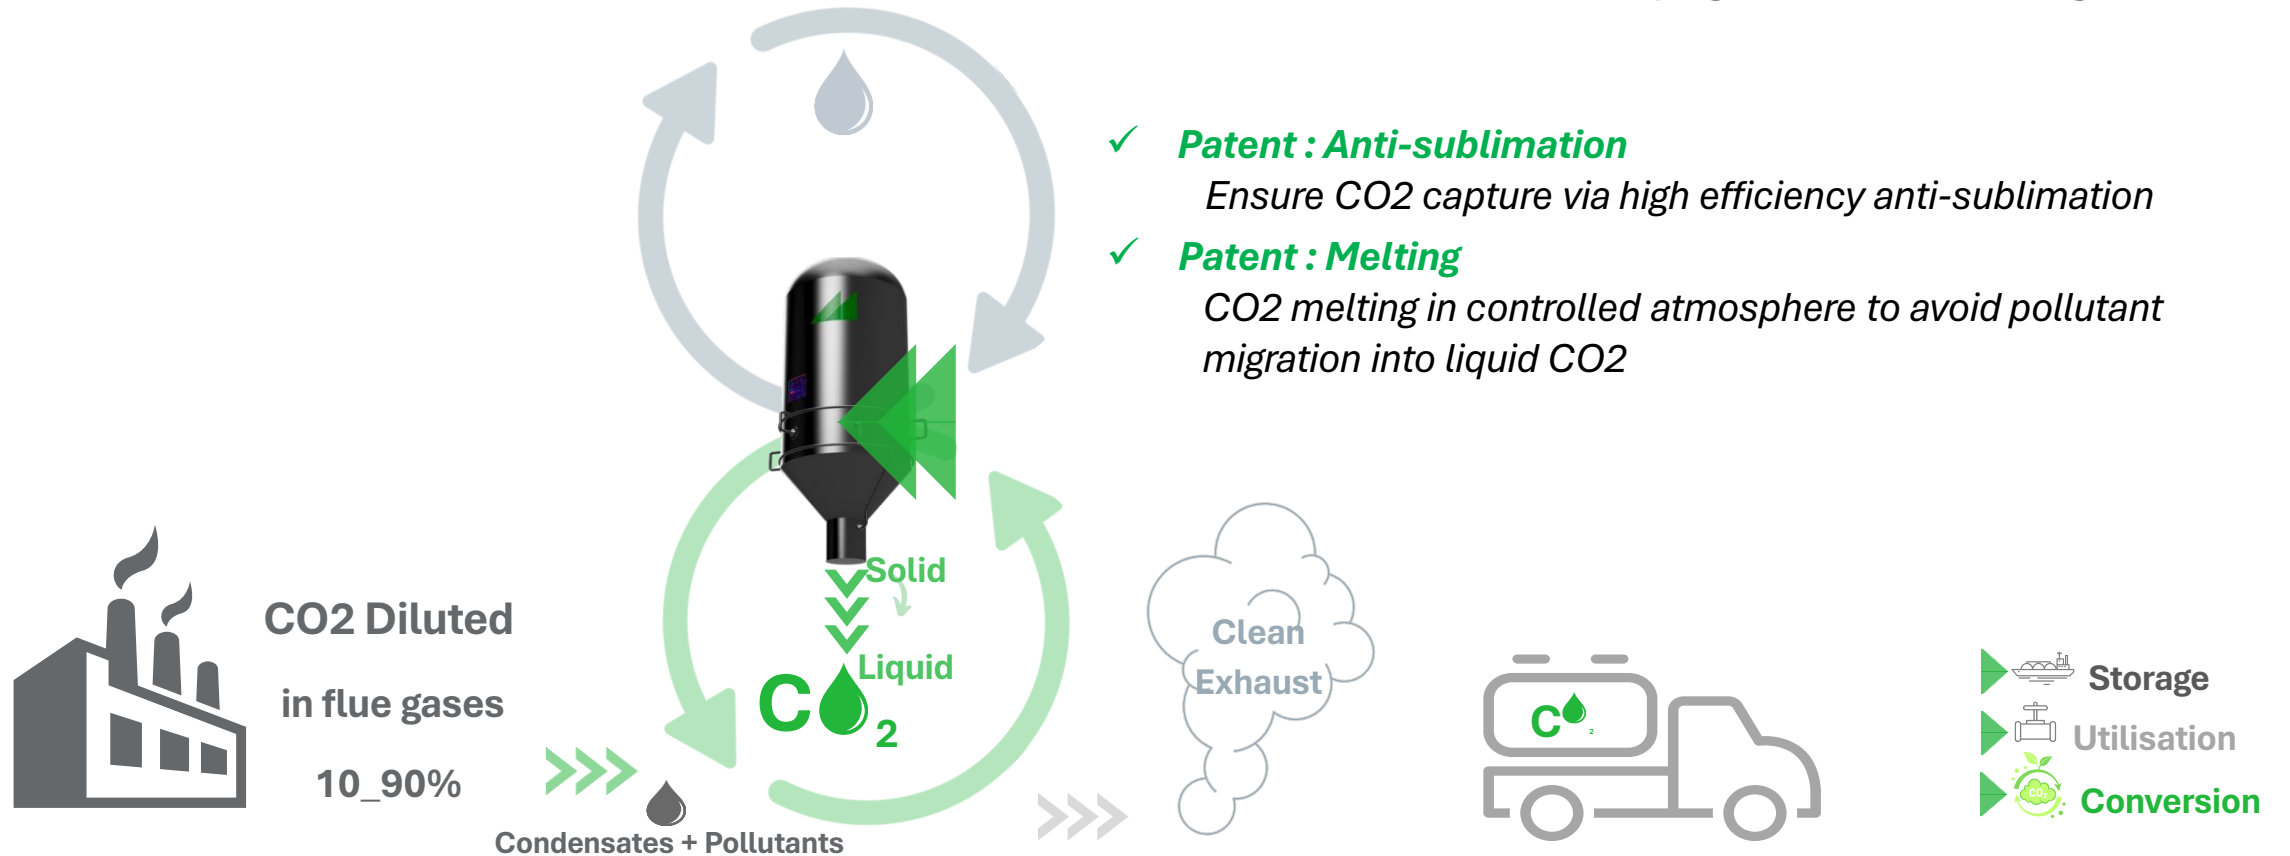 ✓ Patent : Anti-sublimation
Ensure CO2 capture via high efficiency anti-sublimation
✓ Patent : Melting
CO2 melting in controlled atmosphere to avoid pollutant
migration into liquid CO2
CO2 Diluted
in flue gases
10_90%
Condensates + Pollutants
Solid
Liquid
C 2
Clean
Exhaust
C 2
Storage
Utilisation
CO2
Conversion